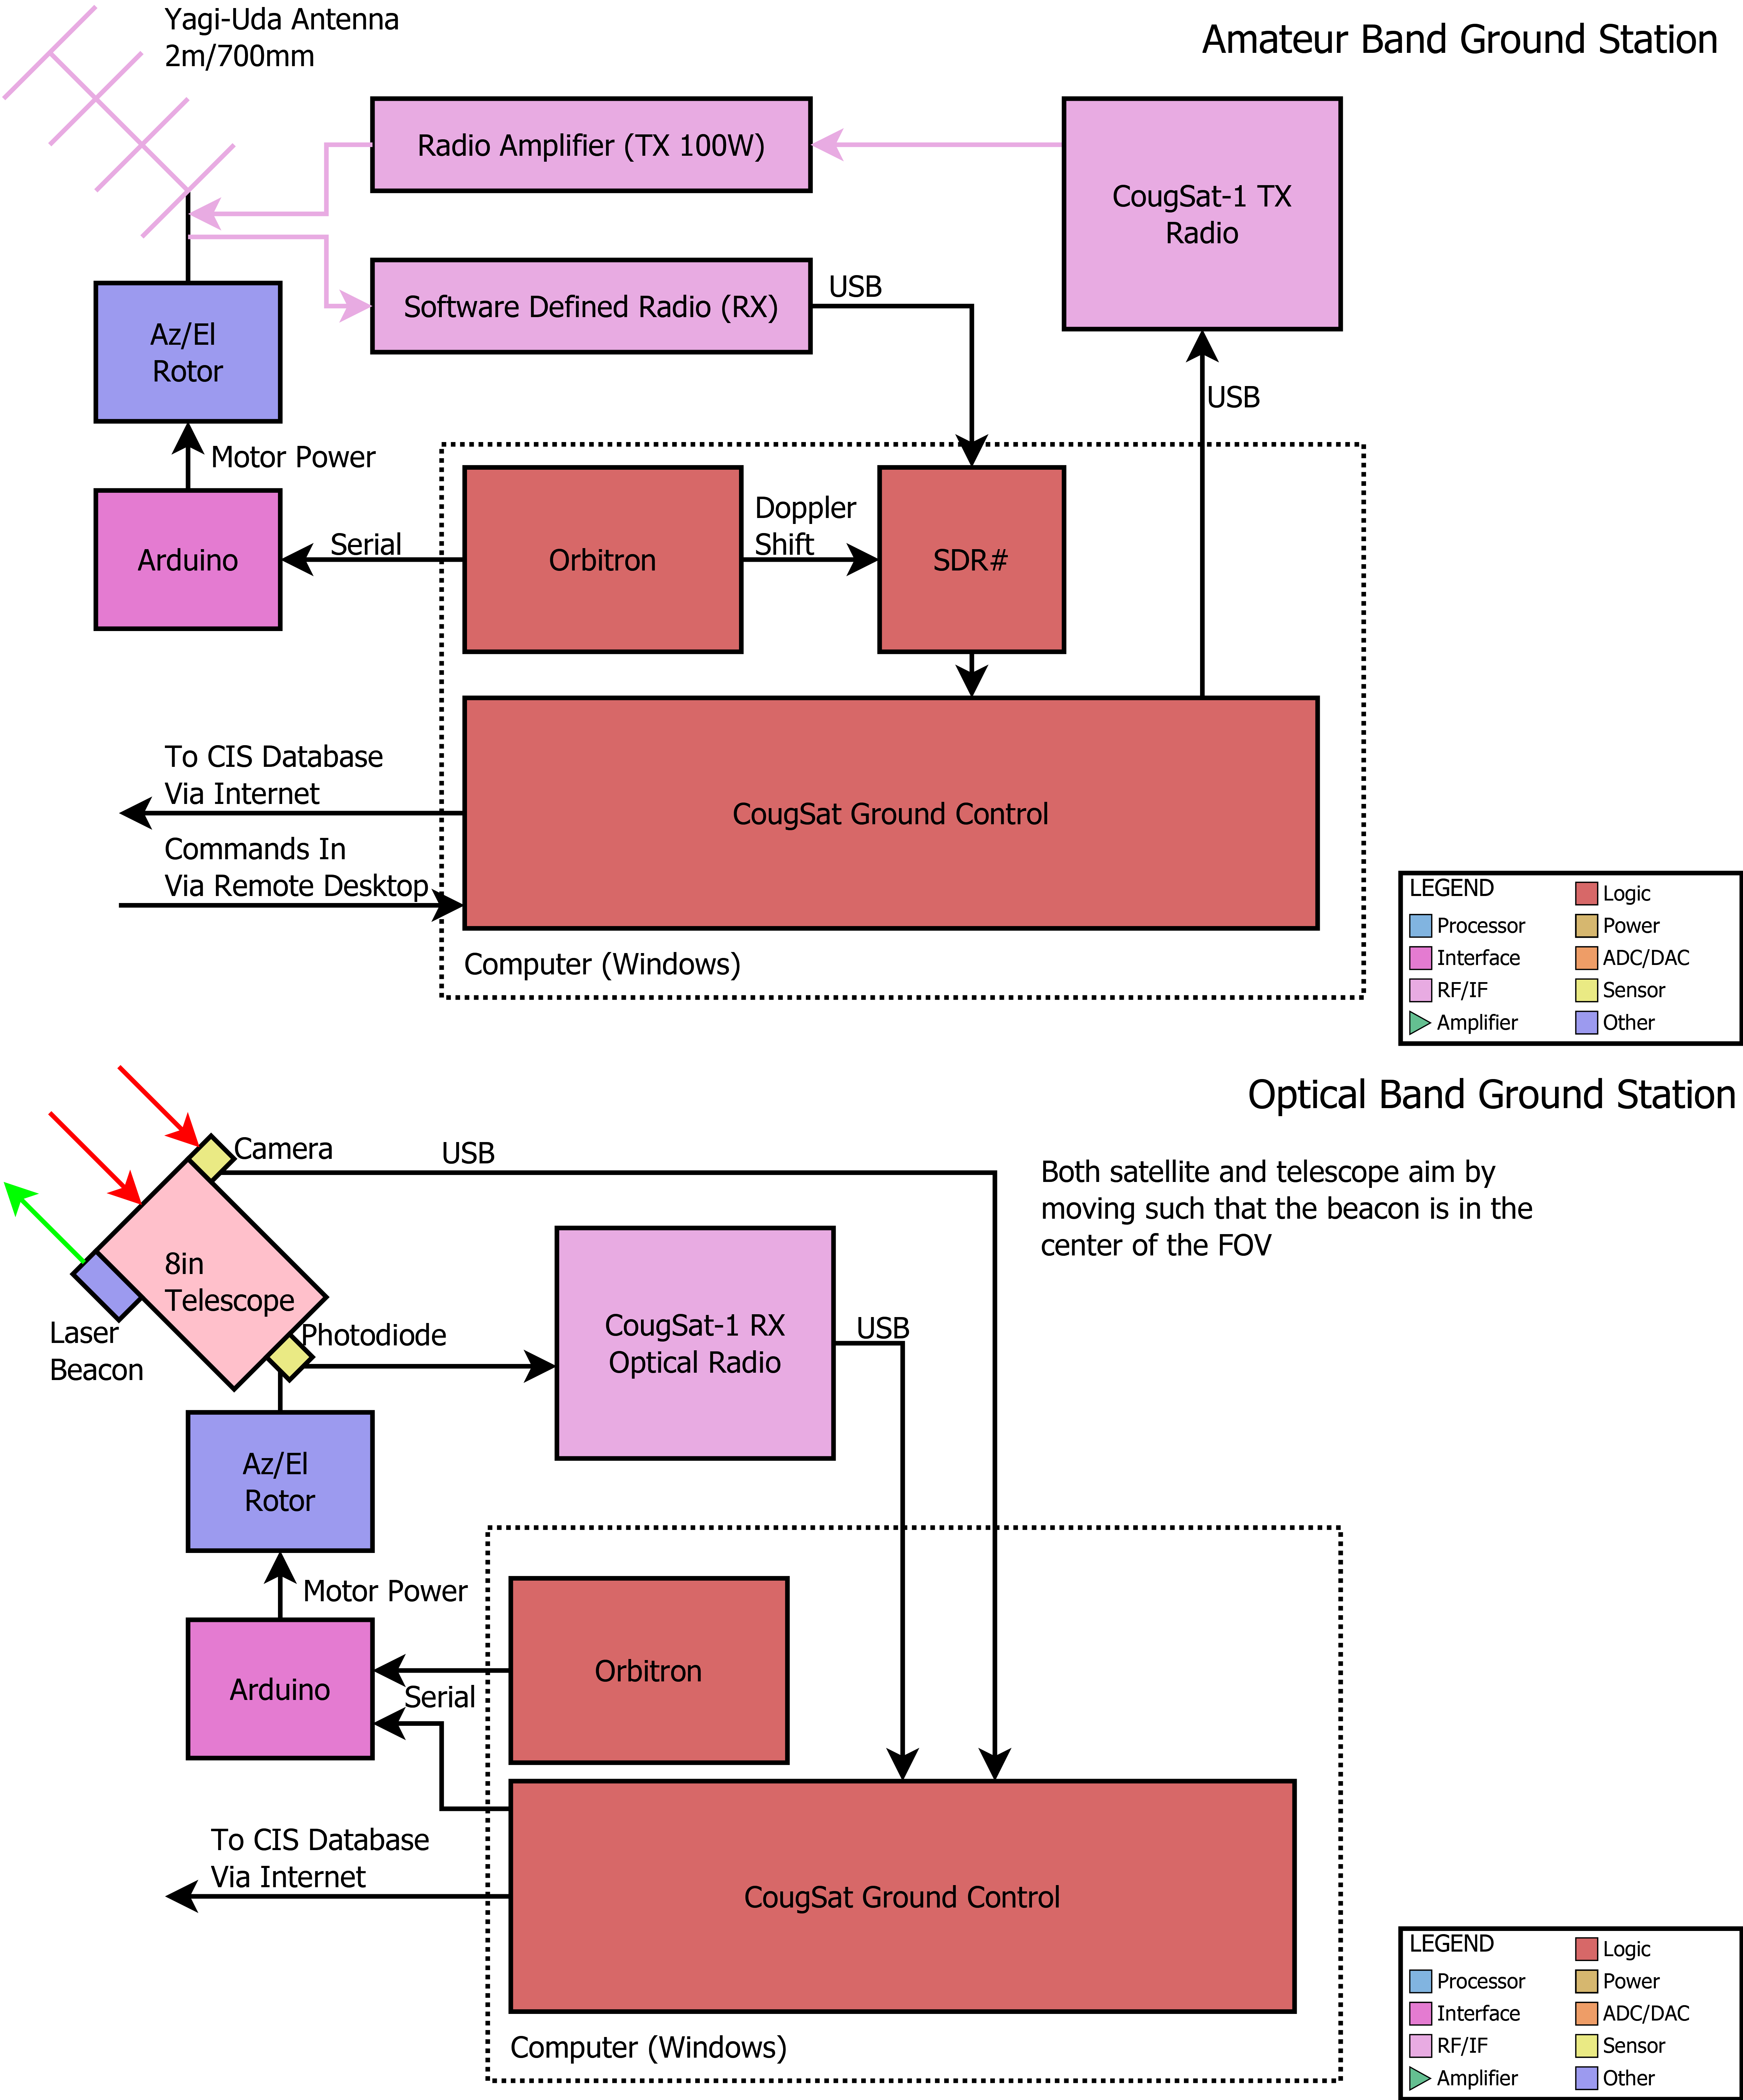 Yagi-Uda Antenna
2m/700mm
Amateur Band Ground Station
Radio Amplifier (TX 100W)
CougSat-1 TX
Radio
Software Defined Radio (RX)
USB
Az/El
Rotor
USB
Motor Power
Arduino
Serial
Orbitron
Doppler
Shift
SDR#
To CIS Database
Via Internet
CougSat Ground Control
Commands In
Via Remote Desktop
Computer (Windows)
LEGEND
Processor
Interface
RF/IF
Amplifier
Logic
Power
ADC/DAC
Sensor
Other
Optical Band Ground Station
Camera
USB
Both satellite and telescope aim by
moving such that the beacon is in the
center of the FOV
8in
Telescope
Laser
Beacon
Photodiode
CougSat-1 RX
Optical Radio
USB
Az/El
Rotor
Motor Power
Arduino
Serial
Orbitron
To CIS Database
Via Internet
CougSat Ground Control
Computer (Windows)
LEGEND
Processor
Interface
RF/IF
Amplifier
Logic
Power
ADC/DAC
Sensor
Other